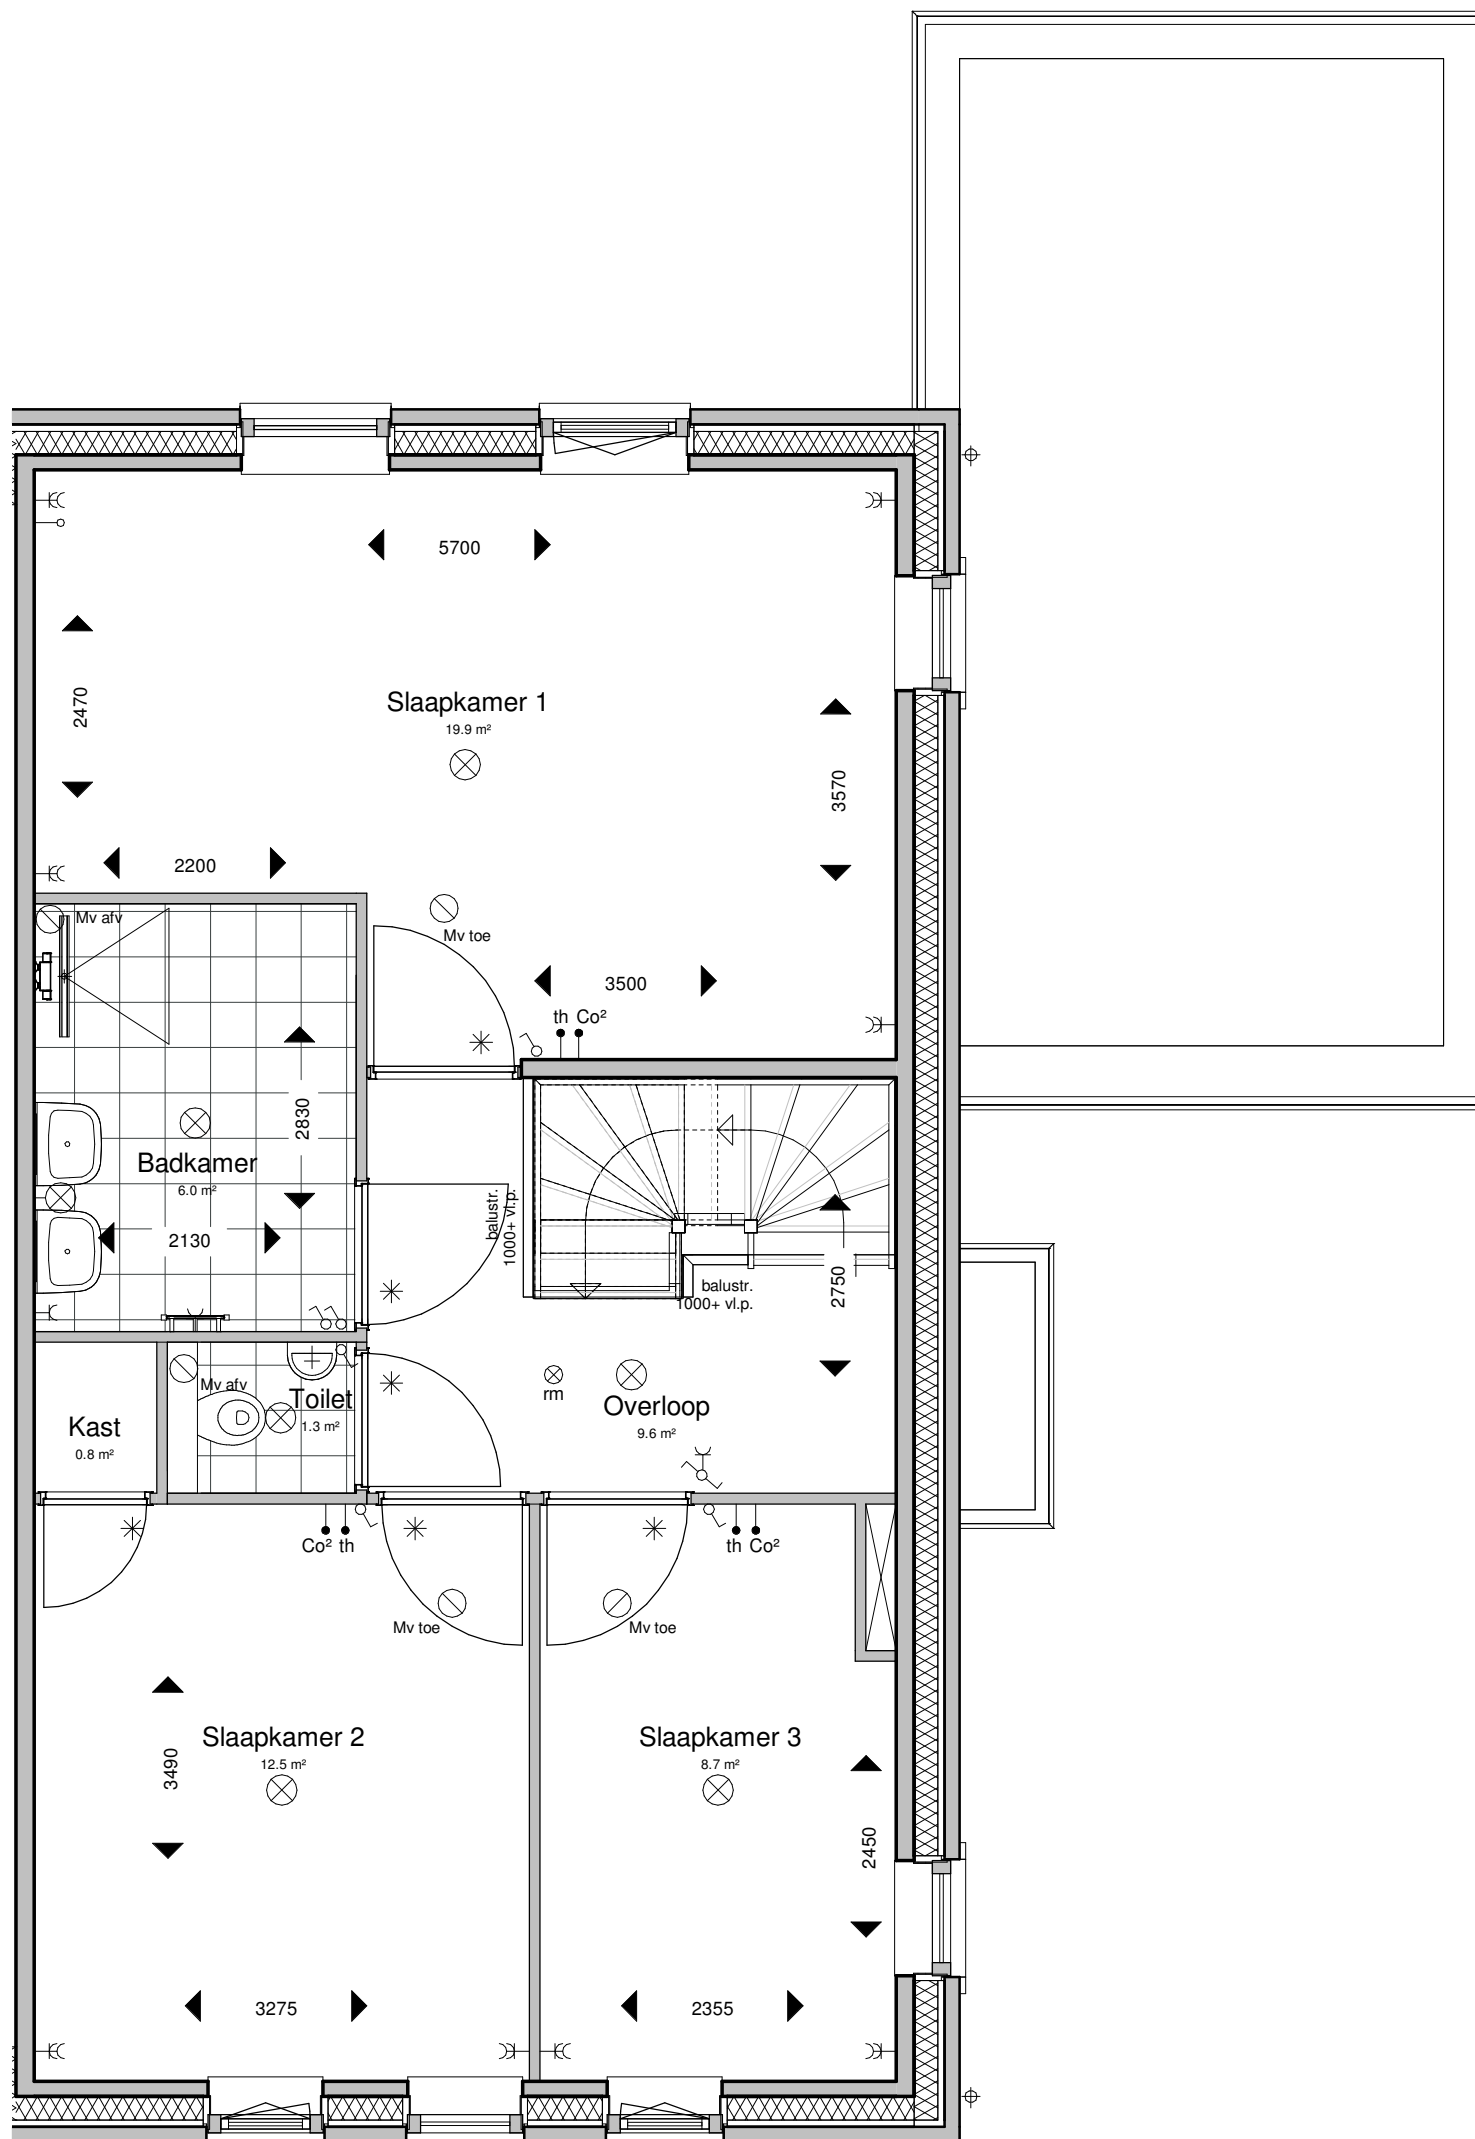 5700
2470
Slaapkamer 1
19.9 m²
3570
2200
Mv afv
Mv toe
3500
th Co²
2830
Badkamer
6.0 m²
2130
balustr.
1000+ vl.p.
balustr.
1000+ vl.p.
2750
Mv afv
Toilet
1.3 m²
Kast
0.8 m²
rm
Overloop
9.6 m²
Co² th
th Co²
Mv toe
Mv toe
Slaapkamer 2
12.5 m²
3490
Slaapkamer 3
8.7 m²
2450
3275
2355